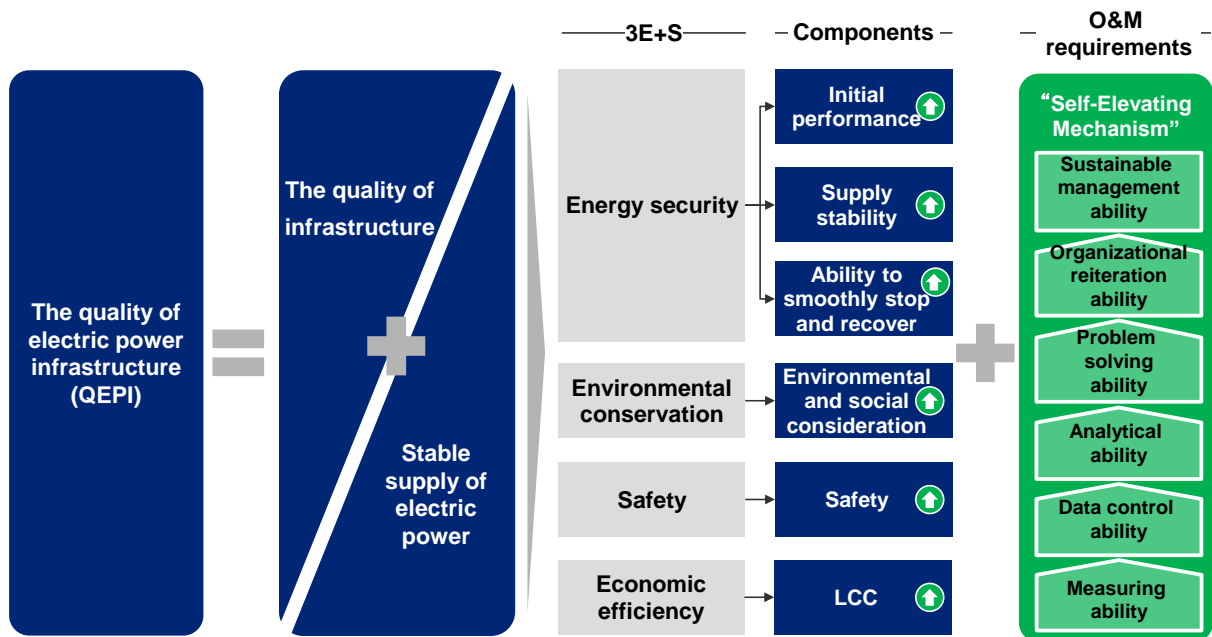 The quality of
electric power
infrastructure
(QEPI)
The quality of
infrastructure
Stable
supply of
electric
power
3E+S
Energy security
Environmental
conservation
Safety
Economic
efficiency
Components
Initial
performance
Supply
stability
Ability to
smoothly stop
and recover
Environmental
and social
consideration
Safety
LCC
O&M
requirements
“Self-Elevating
Mechanism”
Sustainable
management
ability
Organizational
reiteration
ability
Problem
solving
ability
Analytical
ability
Data control
ability
Measuring
ability